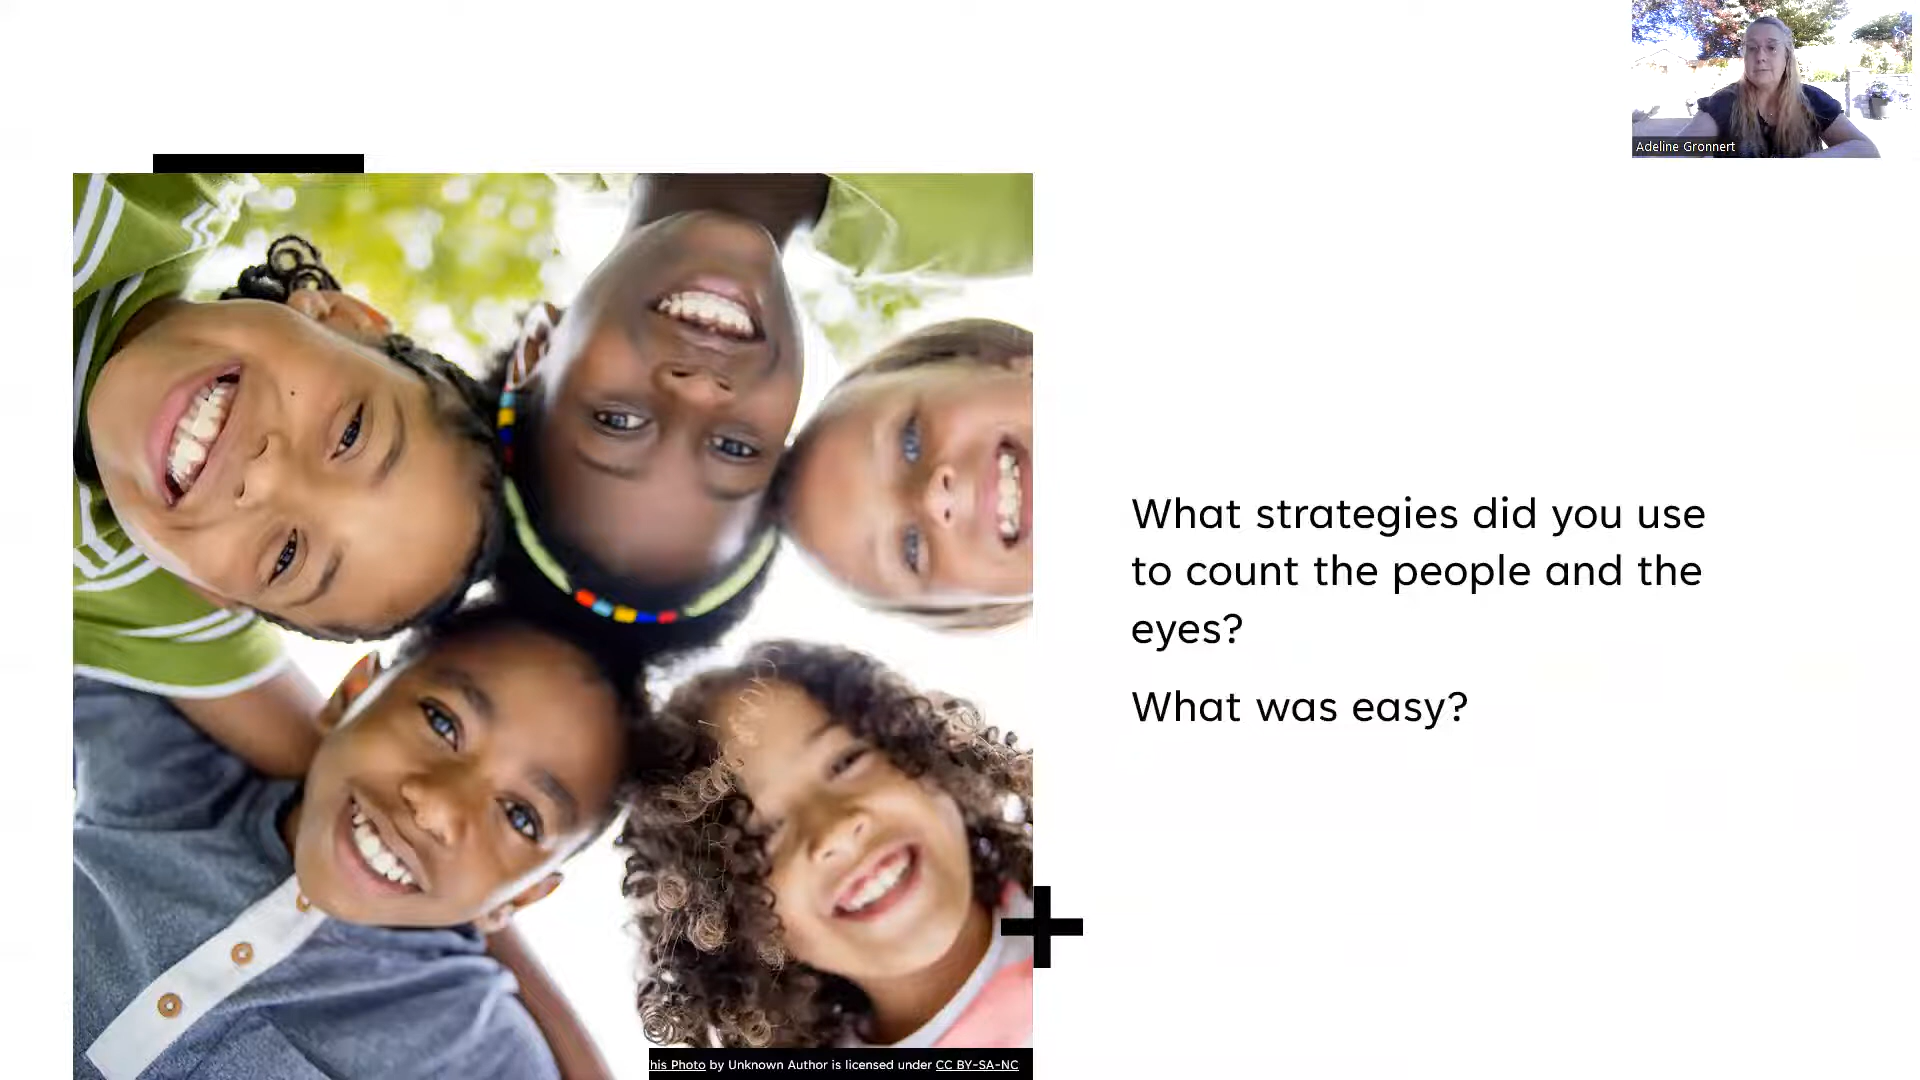 Adeline Gronnert
What strategies did you use
to count the people and the
eyes?
What was easy?
his Photo by Unknown Author is licensed under CC BY-SA-NC